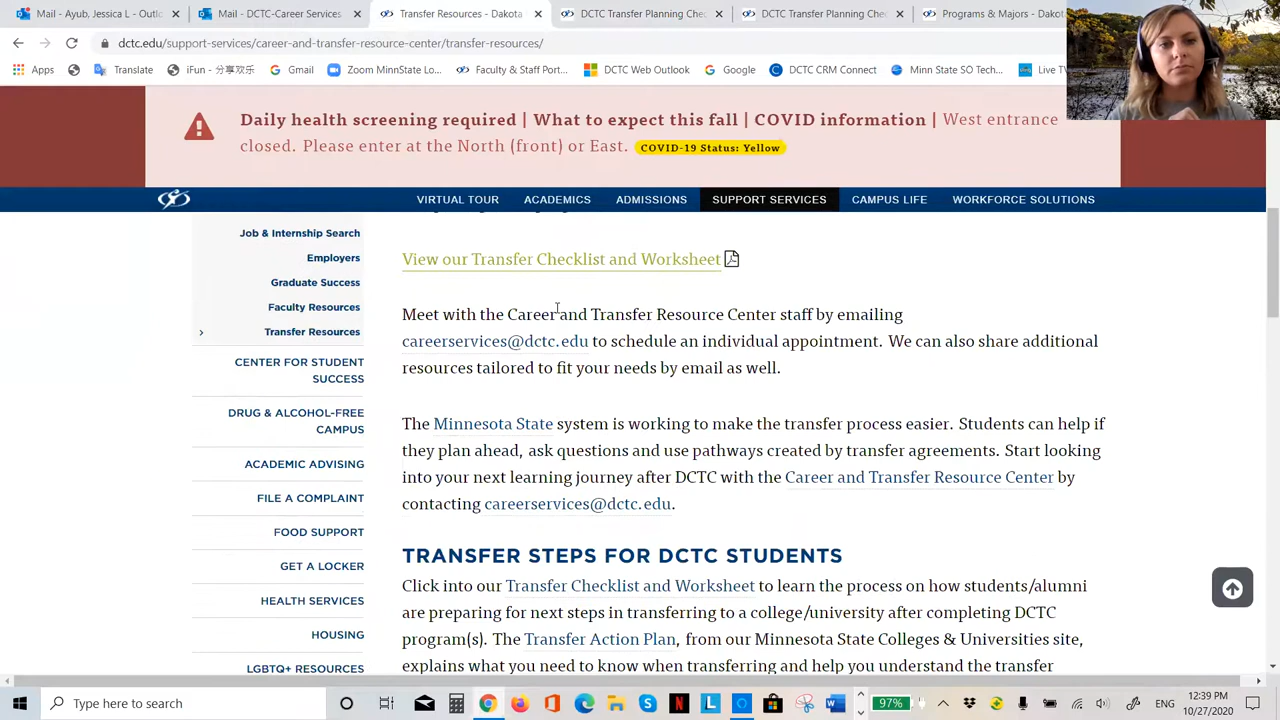 Mail - Ayub, Jessica L - Outlo
DCTC-Career Services -
Transfer Resources - Dakota
DCTC Transfer Worksheet
DCTC Transfer Planning Che
Programs & Majors - Dako
dctc.edu/support-services/career-and-transfer-resource-center/transfer-resources/
Apps
Translate
iFun - 分享欢乐
Gmail
Zoom MinnState Lo...
Faculty & Staff Port...
DCTC Web Outlook
Google
DCTC CRM Connect
Minn State SO Tech...
Live T
Daily health screening required | What to expect this fall | COVID information | West entrance
closed. Please enter at the North (front) or East. COVID-19 Status: Yellow
VIRTUAL TOUR ACADEMICS ADMISSIONS SUPPORT SERVICES CAMPUS LIFE WORKFORCE SOLUTIONS
Job & Internship Search
Employers
Graduate Success
Faculty Resources
Transfer Resources
CENTER FOR STUDENT
SUCCESS
DRUG & ALCOHOL-FREE
CAMPUS
ACADEMIC ADVISING
FILE A COMPLAINT
FOOD SUPPORT
GET A LOCKER
HEALTH SERVICES
HOUSING
LGBTQ+ RESOURCES
View our Transfer Checklist and Worksheet
Meet with the Career and Transfer Resource Center staff by emailing
careerservices@dctc.edu to schedule an individual appointment. We can also share additional
resources tailored to fit your needs by email as well.
The Minnesota State system is working to make the transfer process easier. Students can help if
they plan ahead, ask questions and use pathways created by transfer agreements. Start looking
into your next learning journey after DCTC with the Career and Transfer Resource Center by
contacting careerservices@dctc.edu.
TRANSFER STEPS FOR DCTC STUDENTS
Click into our Transfer Checklist and Worksheet to learn the process on how students/alumni
are preparing for next steps in transferring to a college/university after completing DCTC
program(s). The Transfer Action Plan, from our Minnesota State Colleges & Universities site,
explains what you need to know when transferring and help you understand the transfer
Type here to search
97%
ENG
12:39 PM
10/27/2020